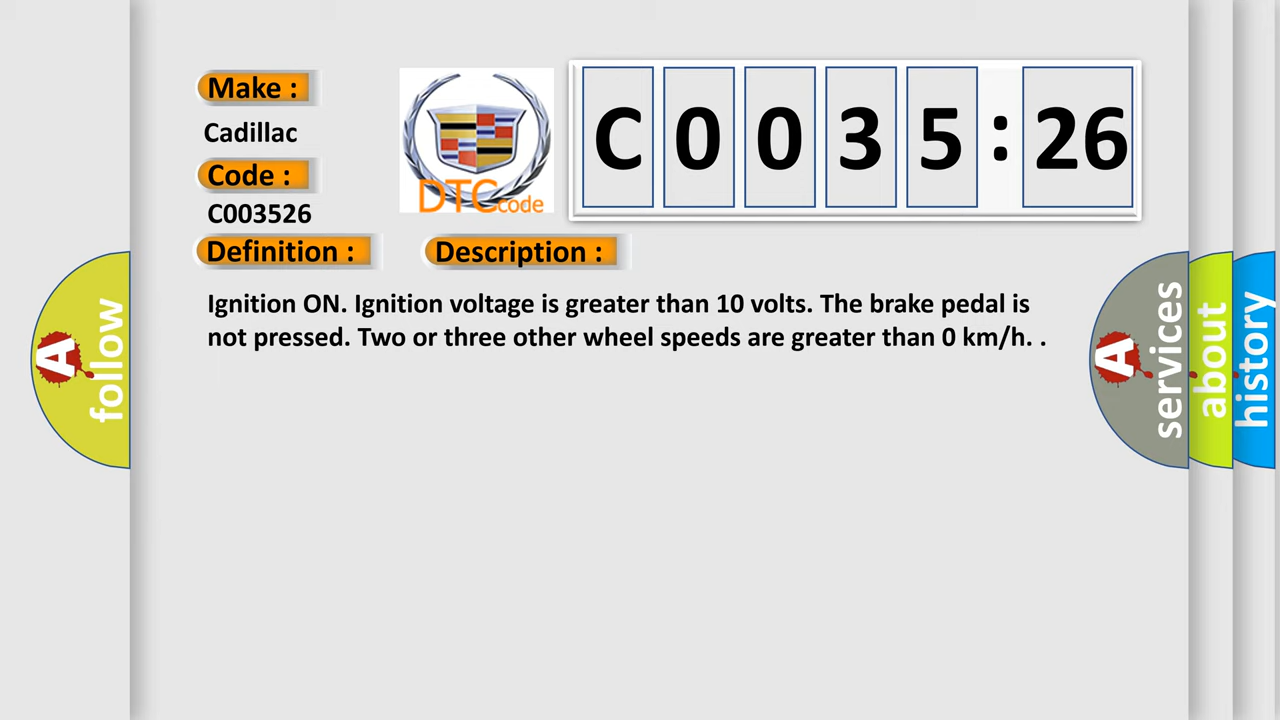 Make :
Cadillac
Code :
C003526
Definition :
Description :
DTC code
C0035:26
Ignition ON. Ignition voltage is greater than 10 volts. The brake pedal is
not pressed. Two or three other wheel speeds are greater than 0 km/h. .
A follow
A services
about
history